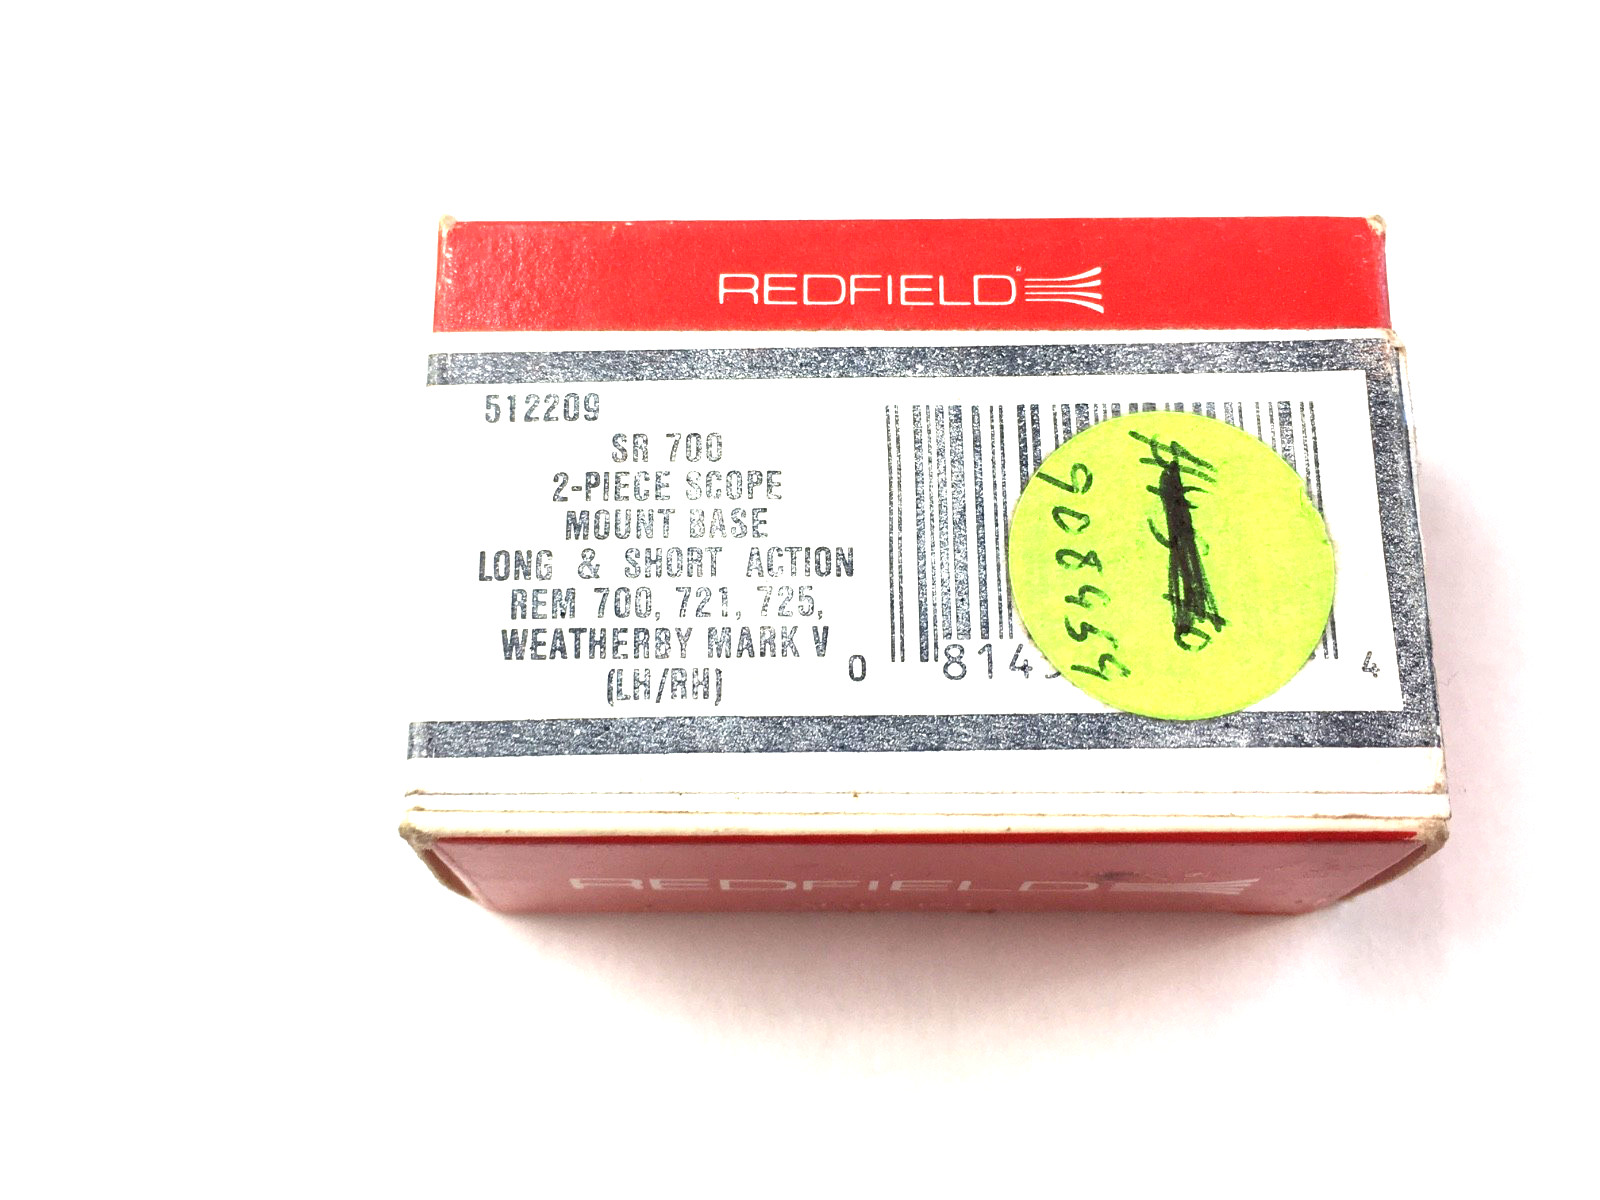 REDFIELD®
512209
SR 700
2-PIECE SCOPE
MOUNT BASE
LONG & SHORT ACTION
REM 700, 721, 725,
WEATHERBY MARK V
(LH/RH)
0 814 4
908459
REDFIELD